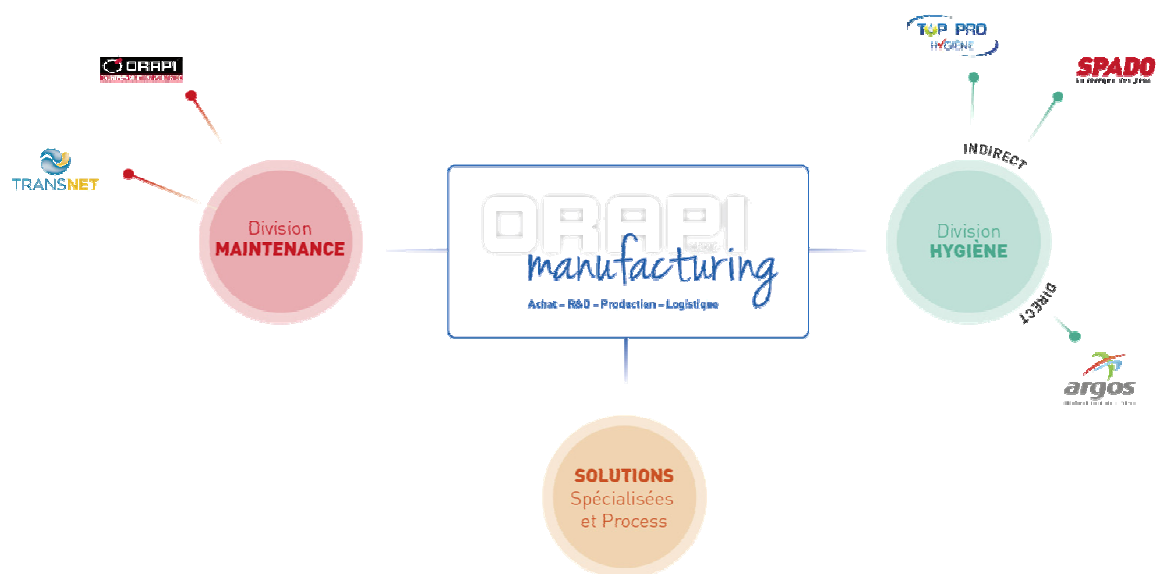 TOP PRO
HYGIÈNE
ORAPI
SPADO
INDIRECT
TRANSNET
Division
MAINTENANCE
ORAPI
manufacturing
Achat – R&D – Production – Logistique
Division
HYGIÈNE
DIRECT
argos
SOLUTIONS
Spécialisées
et Process